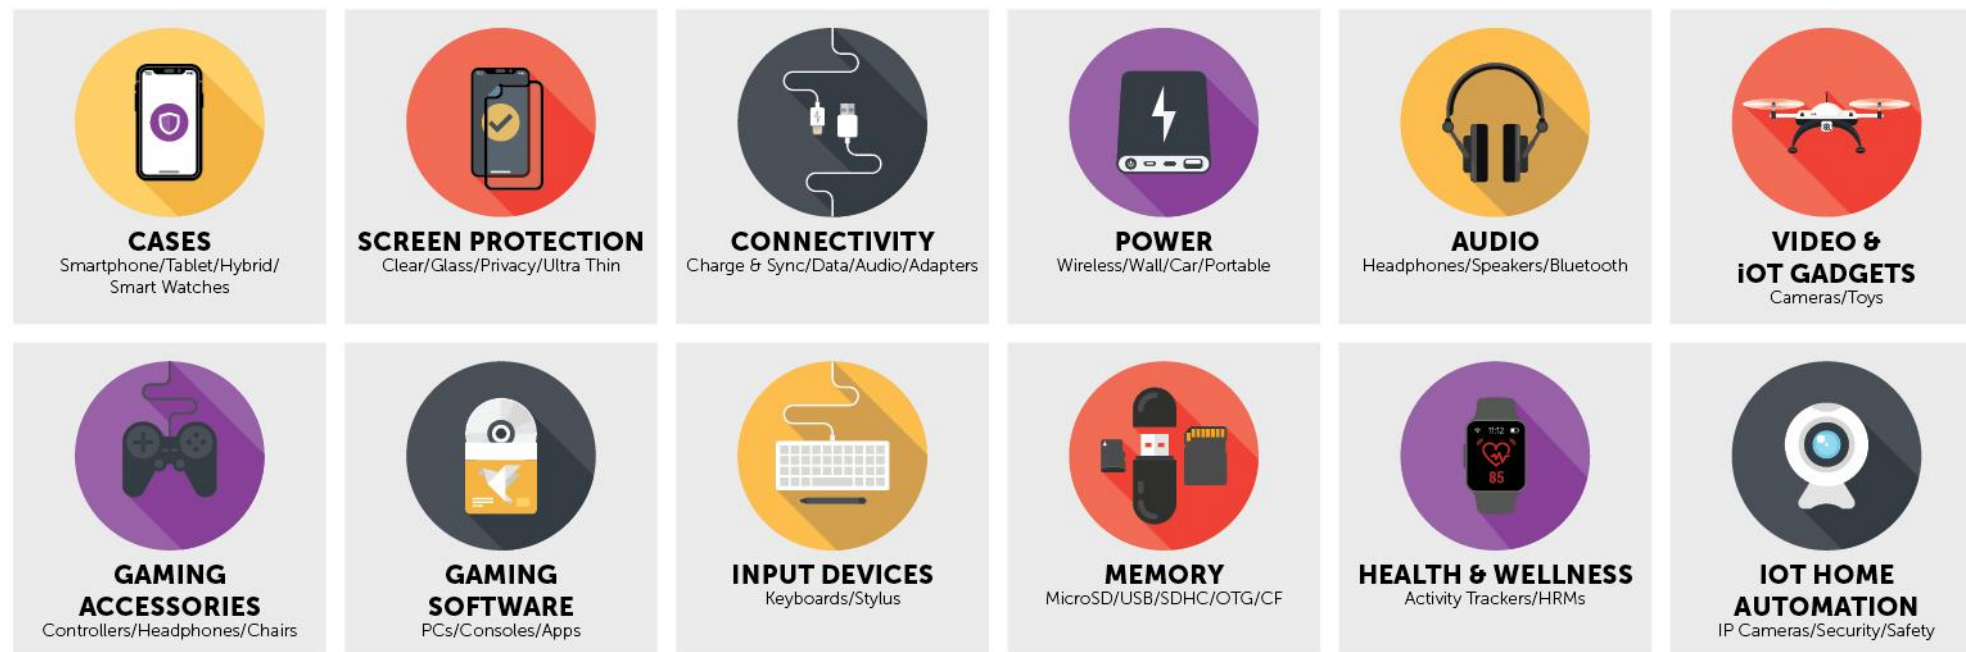 CASES
Smartphone/Tablet/Hybrid/
Smart Watches
SCREEN PROTECTION
Clear/Glass/Privacy/Ultra Thin
CONNECTIVITY
Charge & Sync/Data/Audio/Adapters
POWER
Wireless/Wall/Car/Portable
AUDIO
Headphones/Speakers/Bluetooth
VIDEO &
iOT GADGETS
Cameras/Toys
GAMING
ACCESSORIES
Controllers/Headphones/Chairs
GAMING
SOFTWARE
PCs/Consoles/Apps
INPUT DEVICES
Keyboards/Stylus
MEMORY
MicroSD/USB/SDHC/OTG/CF
11:12
85
HEALTH & WELLNESS
Activity Trackers/HRMs
IOT HOME
AUTOMATION
IP Cameras/Security/Safety